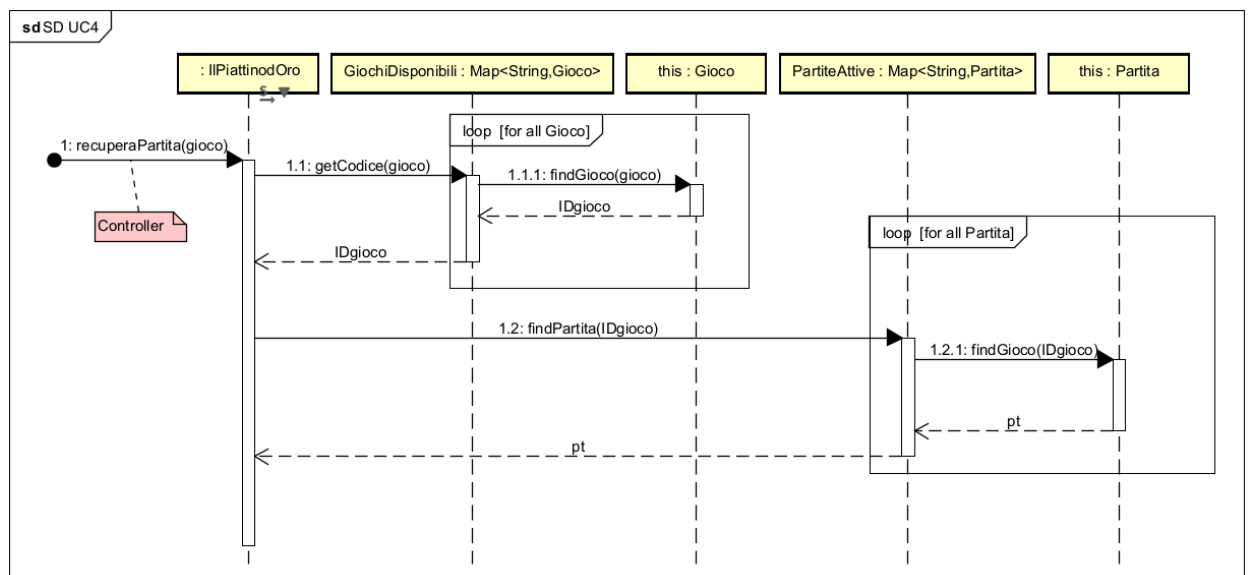 sd SD UC4
: IlPiattinodOro
GiochiDisponibili : Map<String,Gioco>
this : Gioco
PartiteAttive : Map<String,Partita>
this : Partita
S
loop [for all Gioco]
1: recuperaPartita(gioco)
1.1: getCodice(gioco)
1.1.1: findGioco(gioco)
IDgioco
Controller
loop [for all Partita]
IDgioco
1.2: findPartita(IDgioco)
1.2.1: findGioco(IDgioco)
pt
pt